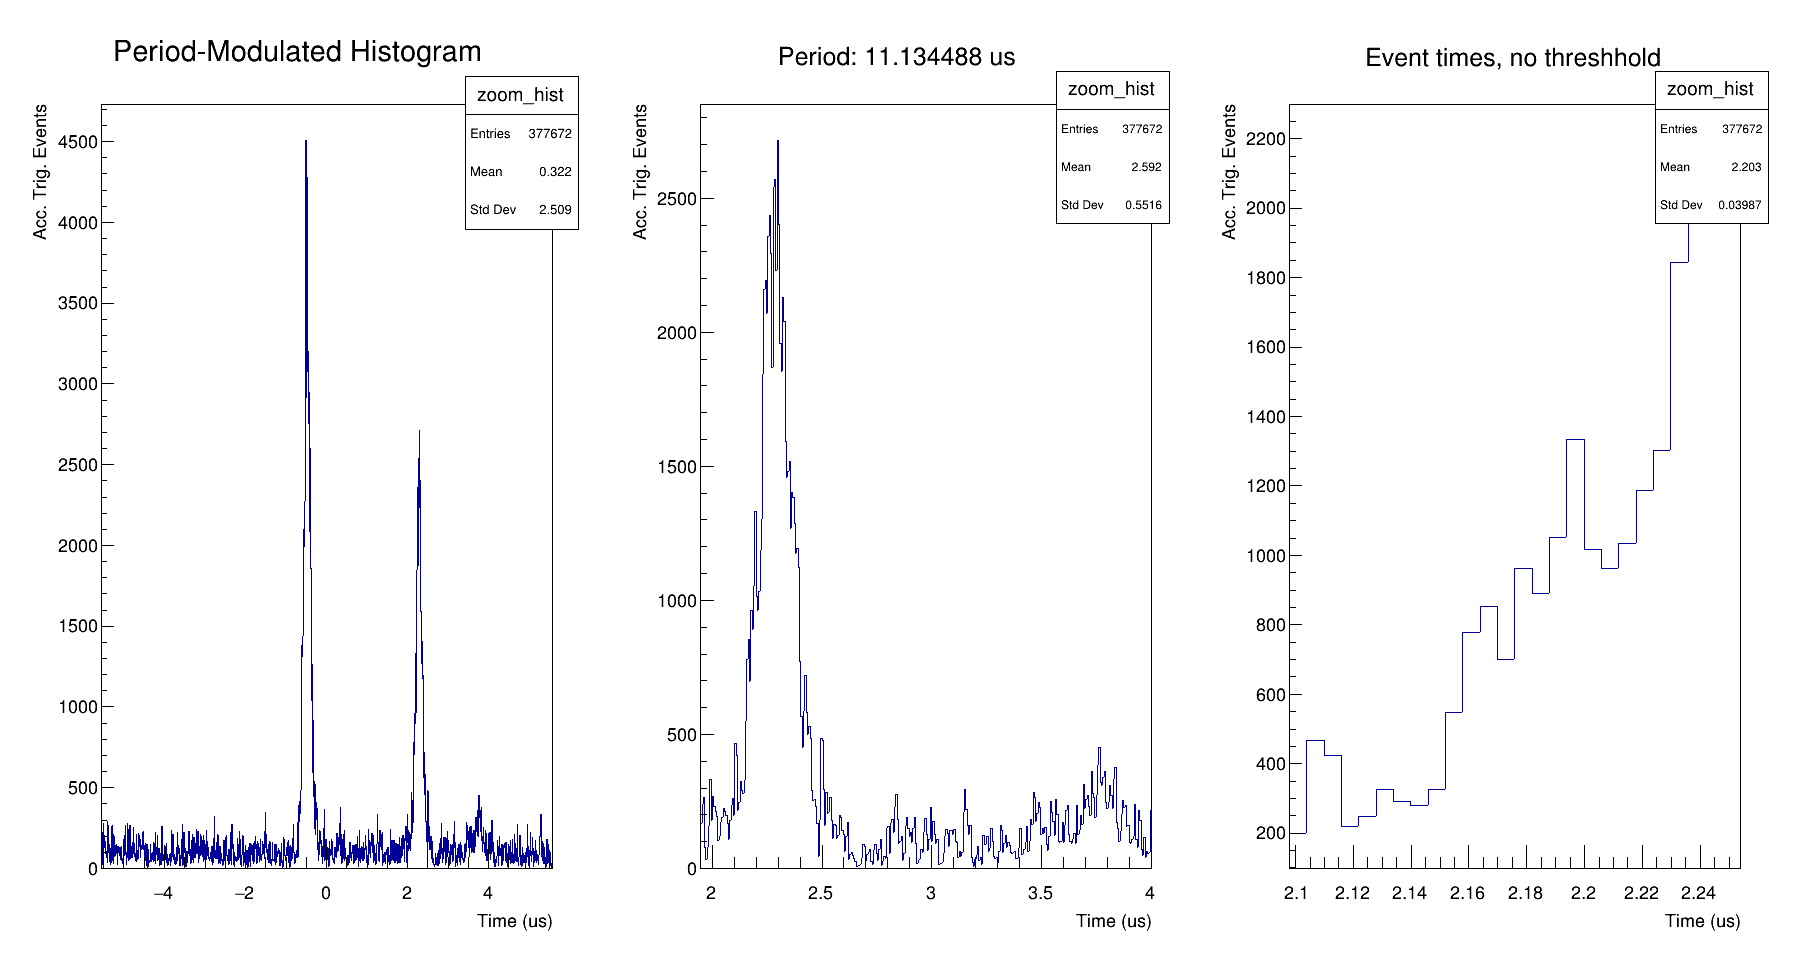 Period-Modulated Histogram
zoom_hist
Entries 377672
Mean 0.322
Std Dev 2.509
Acc. Trig. Events
4500
4000
3500
3000
2500
2000
1500
1000
500
0
−4 −2 0 2 4
Time (us)
Period: 11.134488 us
zoom_hist
Entries 377672
Mean 2.592
Std Dev 0.5516
Acc. Trig. Events
2500
2000
1500
1000
500
0
2 2.5 3 3.5 4
Time (us)
Event times, no threshhold
zoom_hist
Entries 377672
Mean 2.203
Std Dev 0.03987
Acc. Trig. Events
2200
2000
1800
1600
1400
1200
1000
800
600
400
200
2.1 2.12 2.14 2.16 2.18 2.2 2.22 2.24
Time (us)